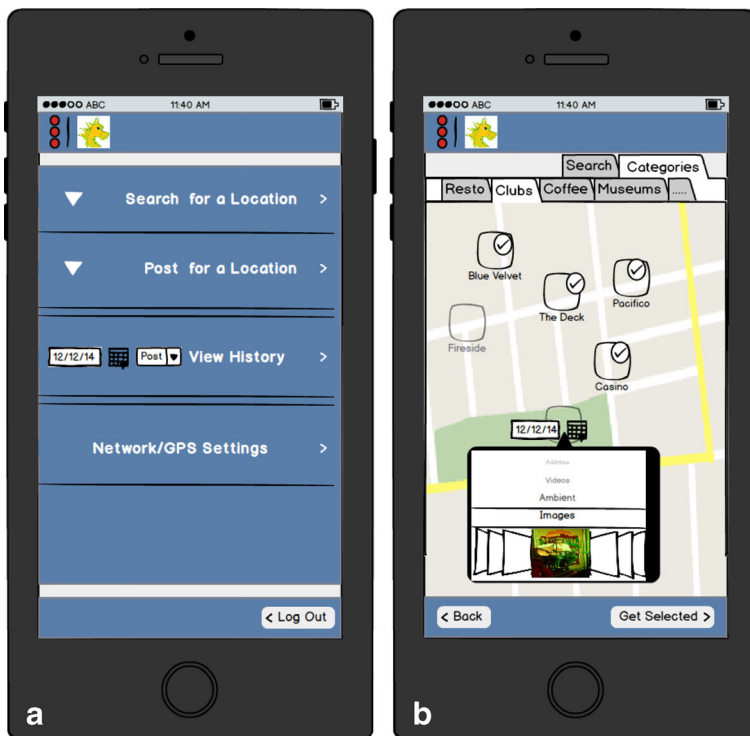 ABC 11:40 AM
Search for a Location >
Post for a Location >
12/12/14 Post View History >
Network/GPS Settings >
< Log Out
a
ABC 11:40 AM
Search Categories
Resto Clubs Coffee Museums .....
Blue Velvet
The Deck
Pacifico
Fireside
Casino
12/12/14
Address
Videos
Ambient
Images
< Back Get Selected >
b